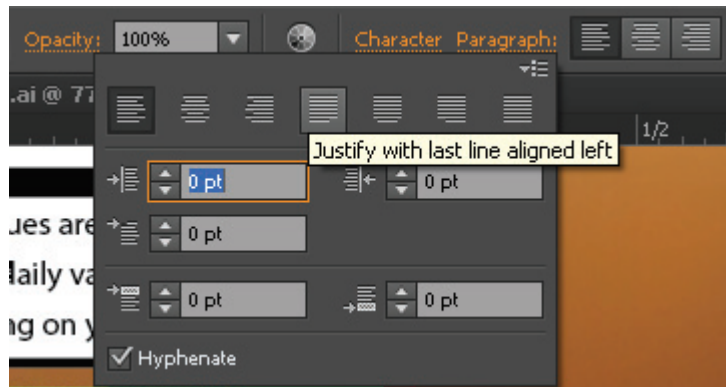 Opacity: 100% Character Paragraph:
.ai @ 77
1/2
Justify with last line aligned left
0 pt 0 pt
ues are
0 pt
daily va
0 pt 0 pt
ng on y
Hyphenate